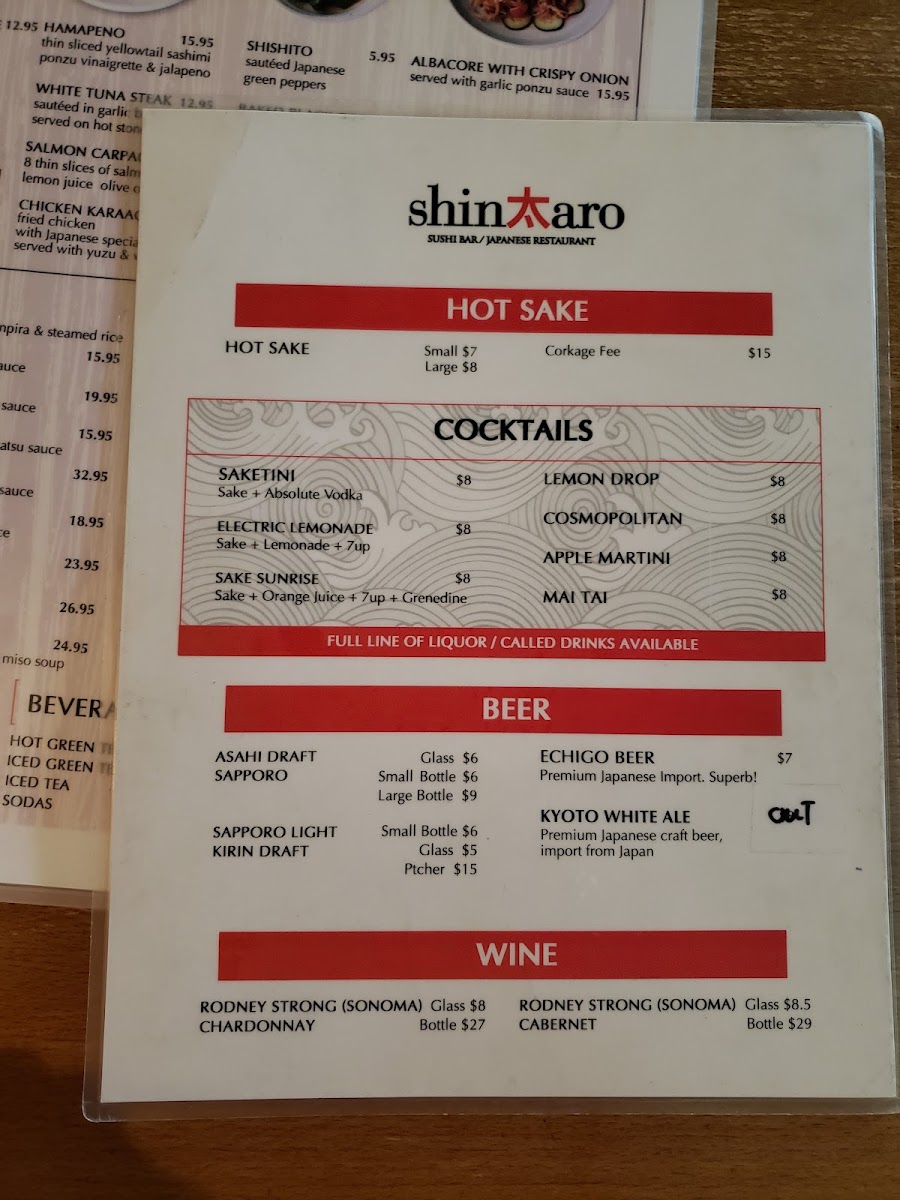 12.95
HAMAPENO 15.95
thin sliced yellowtail sashimi
ponzu vinaigrette & jalapeno
WHITE TUNA STEAK 12.95
sautéed in garlic
served on hot
SALMON
8 thin slices of
lemon juice olive
CHICKEN
fried chicken
with Japanese
served with yuzu &
SHISHITO 5.95
sautéed Japanese
green peppers
ALBACORE WITH CRISPY ONION
served with garlic ponzu sauce 15.95
& steamed rice
15.95
19.95
sauce
15.95
sauce
32.95
sauce
18.95
23.95
26.95
24.95
miso soup
HOT GREEN
ICED GREEN
ICED TEA
SODAS
shin太aro
SUSHI BAR / JAPANESE RESTAURANT
HOT SAKE
HOT SAKE Small $7 Corkage Fee $15
Large $8
COCKTAILS
SAKETINI $8
Sake + Absolute Vodka
ELECTRIC LEMONADE $8
Sake + Lemonade + 7up
SAKE SUNRISE $8
Sake + Orange Juice + 7up + Grenedine
LEMON DROP $8
COSMOPOLITAN $8
APPLE MARTINI $8
MAI TAI $8
FULL LINE OF LIQUOR / CALLED DRINKS AVAILABLE
BEER
ASAHI DRAFT Glass $6
SAPPORO Small Bottle $6
Large Bottle $9
SAPPORO LIGHT Small Bottle $6
KIRIN DRAFT Glass $5
Ptcher $15
ECHIGO BEER $7
Premium Japanese Import. Superb!
KYOTO WHITE ALE OUT
Premium Japanese craft beer,
import from Japan
WINE
RODNEY STRONG (SONOMA) Glass $8
CHARDONNAY Bottle $27
RODNEY STRONG (SONOMA) Glass $8.5
CABERNET Bottle $29